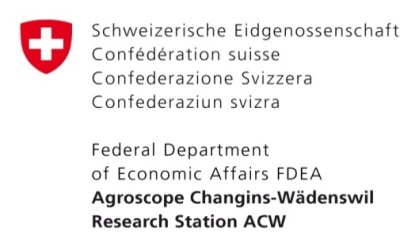 Schweizerische Eidgenossenschaft
Confédération suisse
Confederazione Svizzera
Confederaziun svizra
Federal Department
of Economic Affairs FDEA
Agroscope Changins-Wädenswil
Research Station ACW